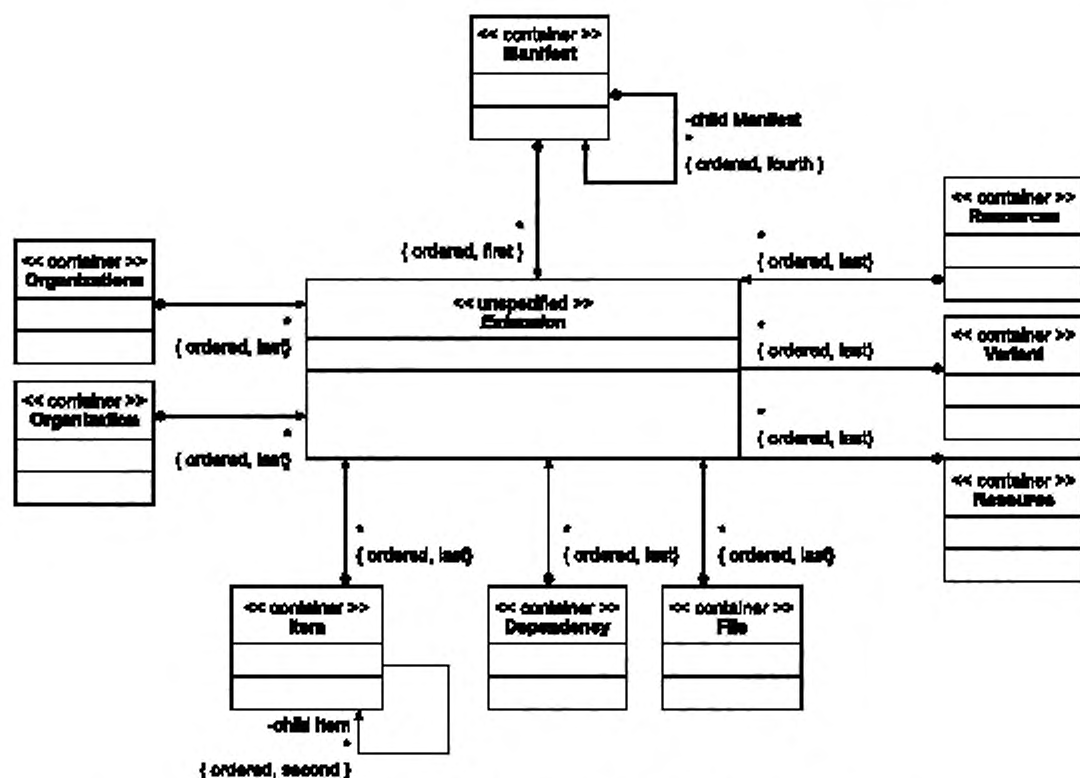 << container >>
Manifest
-child Manifest
*
{ ordered, fourth }
<< container >>
Resources
*
{ ordered, first }
*
{ ordered, last}
<< container >>
Organizations
<< unspecified >>
Extension
*
{ ordered, last}
*
{ ordered, last}
<< container >>
Variant
<< container >>
Organization
*
{ ordered, last}
*
{ ordered, last}
<< container >>
Resource
*
{ ordered, last}
*
{ ordered, last}
*
{ ordered, last}
<< container >>
Item
<< container >>
Dependency
<< container >>
File
-child Item
*
{ ordered, second }